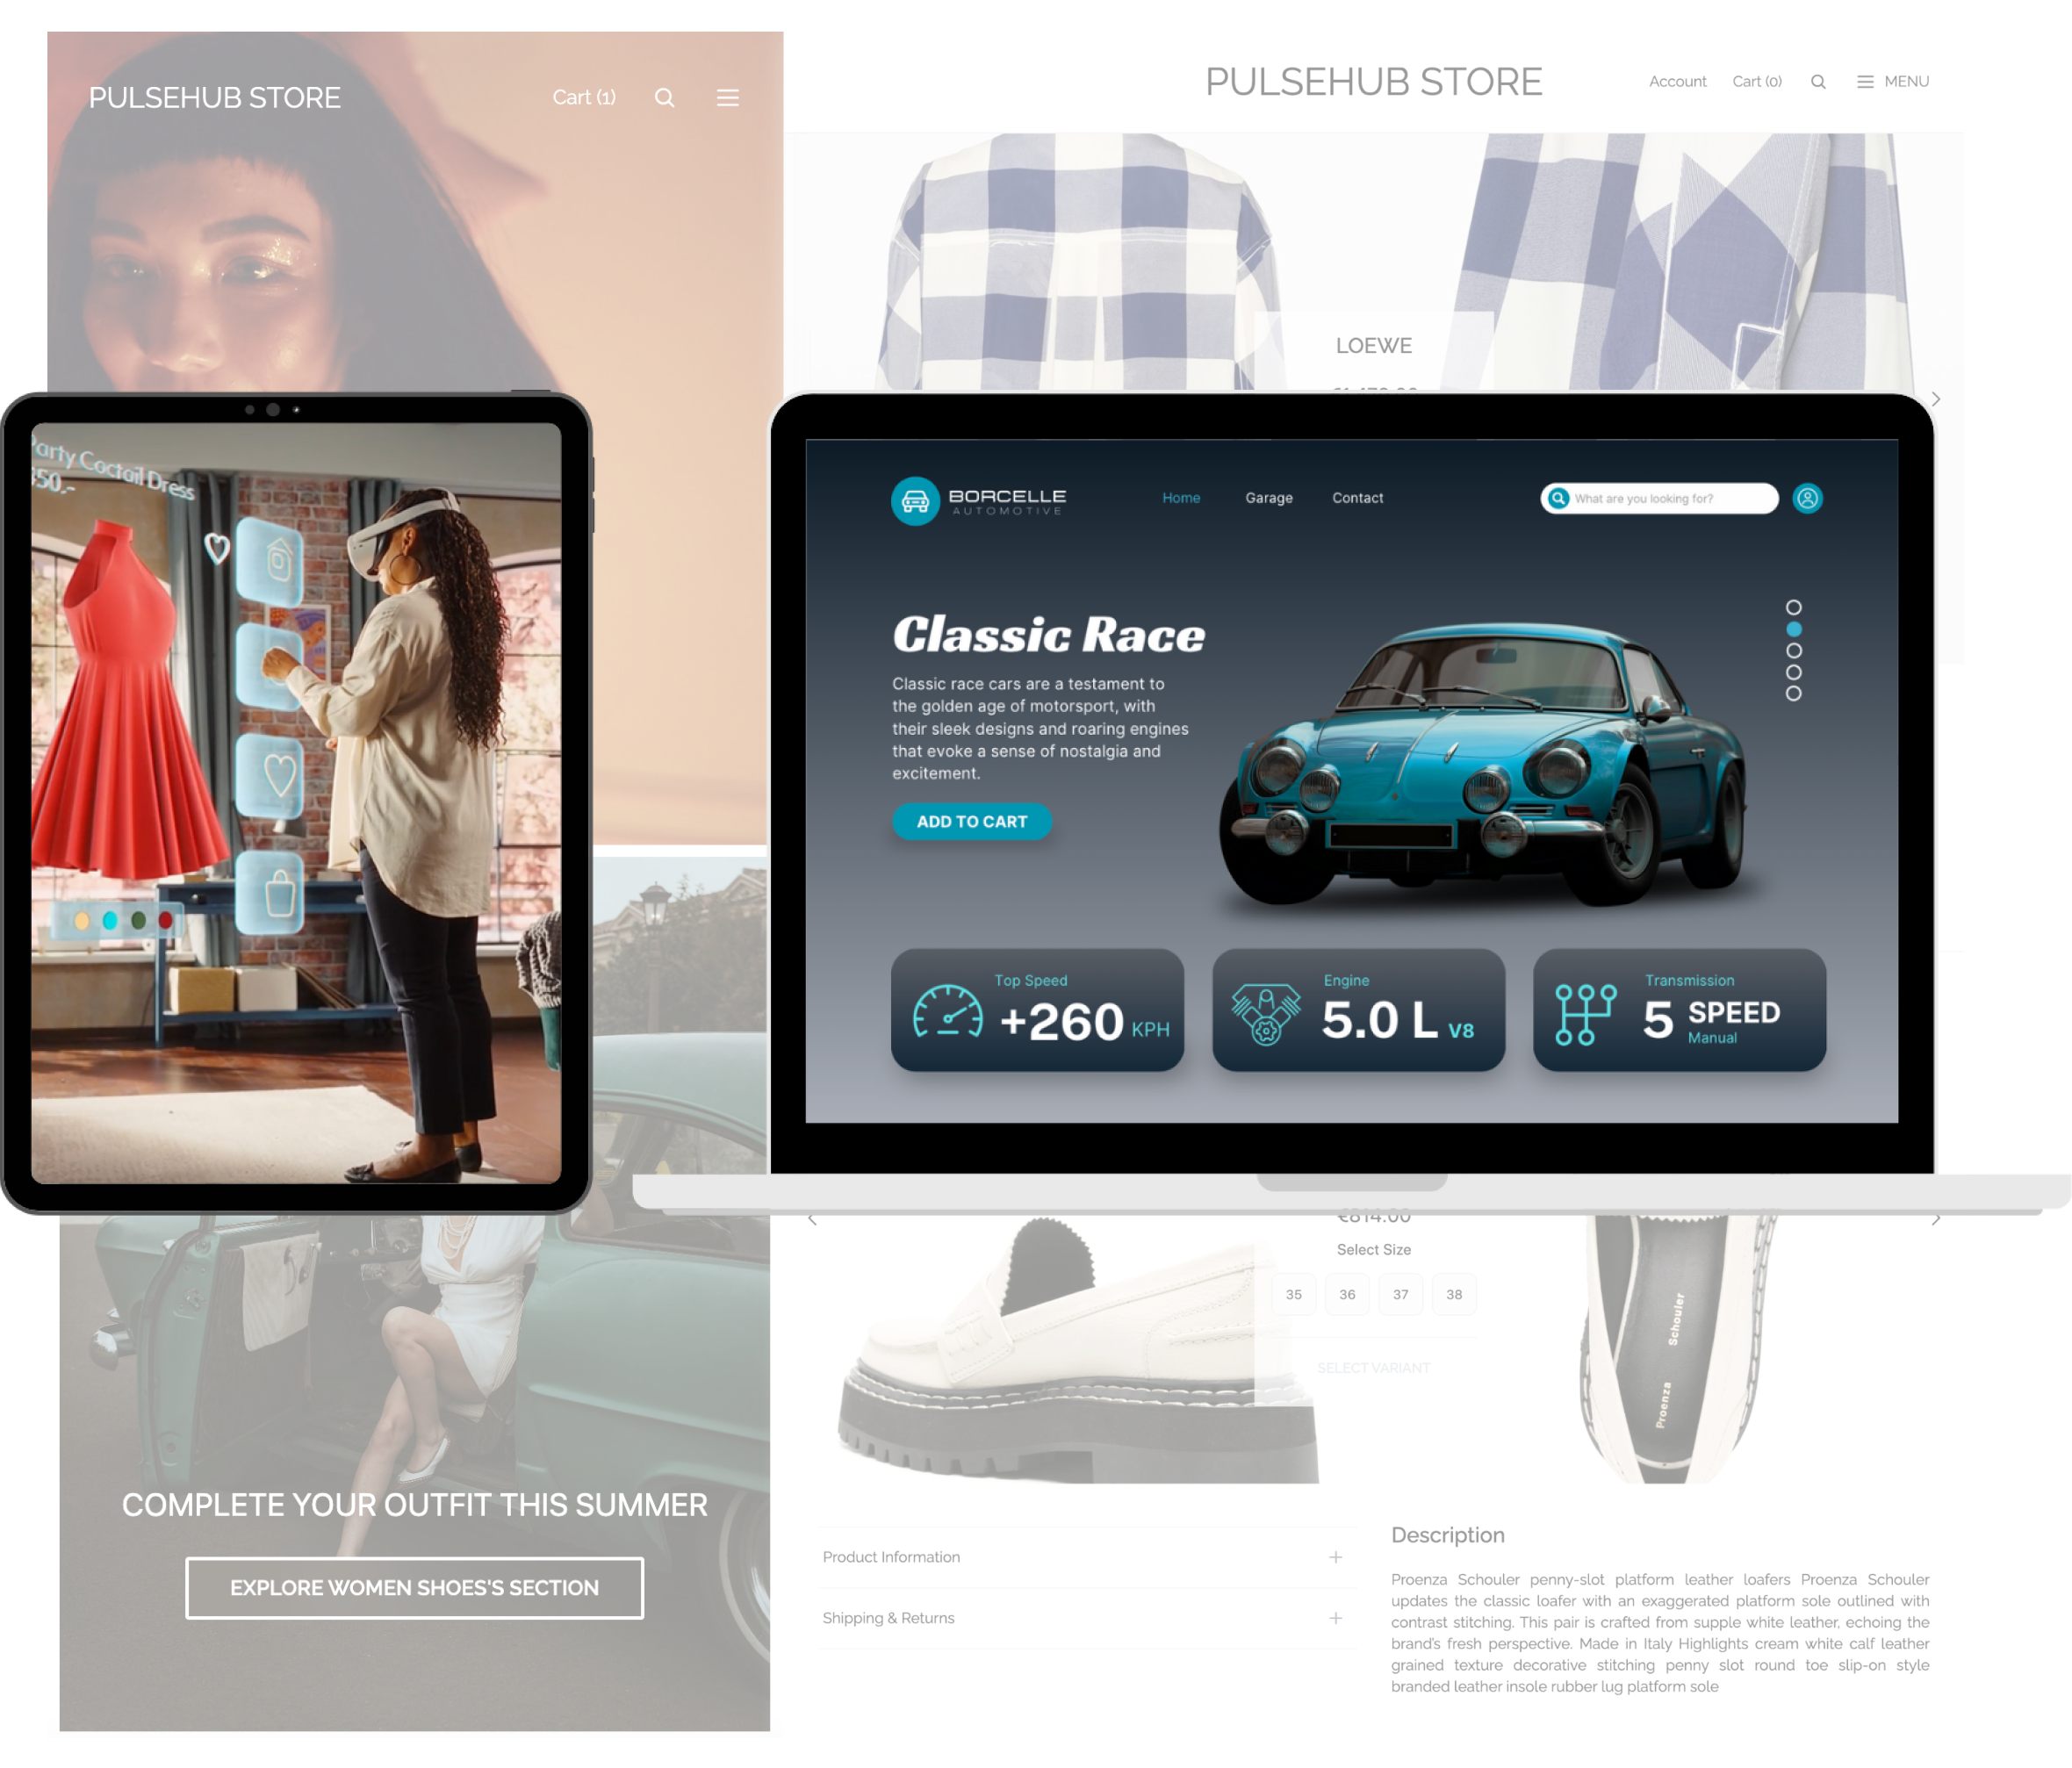 PULSEHUB STORE
Cart (1)
PULSEHUB STORE
Account
Cart (0)
MENU
LOEWE
Party Coctail Dress
350.-
BORCELLE
AUTOMOTIVE
Home
Garage
Contact
What are you looking for?
Classic Race
Classic race cars are a testament to
the golden age of motorsport, with
their sleek designs and roaring engines
that evoke a sense of nostalgia and
excitement.
ADD TO CART
Top Speed
+260 KPH
Engine
5.0 L V8
Transmission
5 SPEED
Manual
€814.00
Select Size
35
36
37
38
SELECT VARIANT
Proenza Schouler
COMPLETE YOUR OUTFIT THIS SUMMER
EXPLORE WOMEN SHOES'S SECTION
Product Information
Shipping & Returns
Description
Proenza Schouler penny-slot platform leather loafers Proenza Schouler
updates the classic loafer with an exaggerated platform sole outlined with
contrast stitching. This pair is crafted from supple white leather, echoing the
brand's fresh perspective. Made in Italy Highlights cream white calf leather
grained texture decorative stitching penny slot round toe slip-on style
branded leather insole rubber lug platform sole